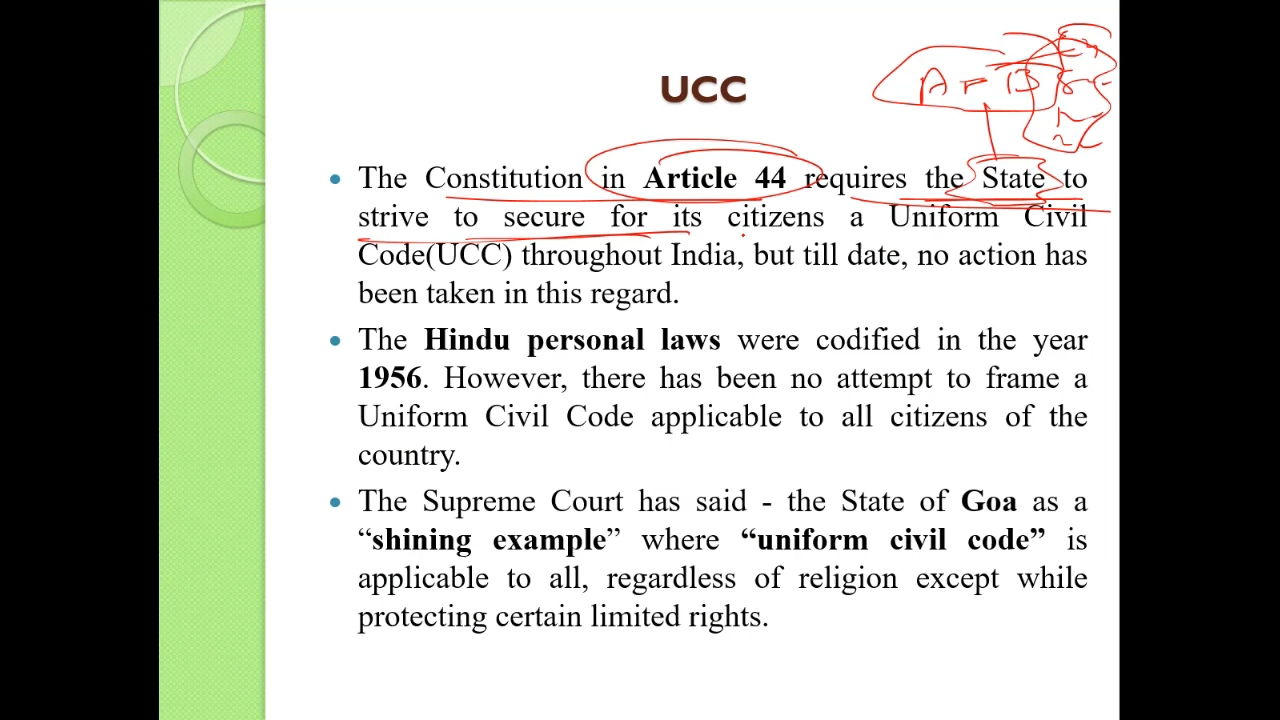 UCC
The Constitution in Article 44 requires the State to
strive to secure for its citizens a Uniform Civil
Code(UCC) throughout India, but till date, no action has
been taken in this regard.
The Hindu personal laws were codified in the year
1956. However, there has been no attempt to frame a
Uniform Civil Code applicable to all citizens of the
country.
The Supreme Court has said - the State of Goa as a
“shining example” where “uniform civil code” is
applicable to all, regardless of religion except while
protecting certain limited rights.